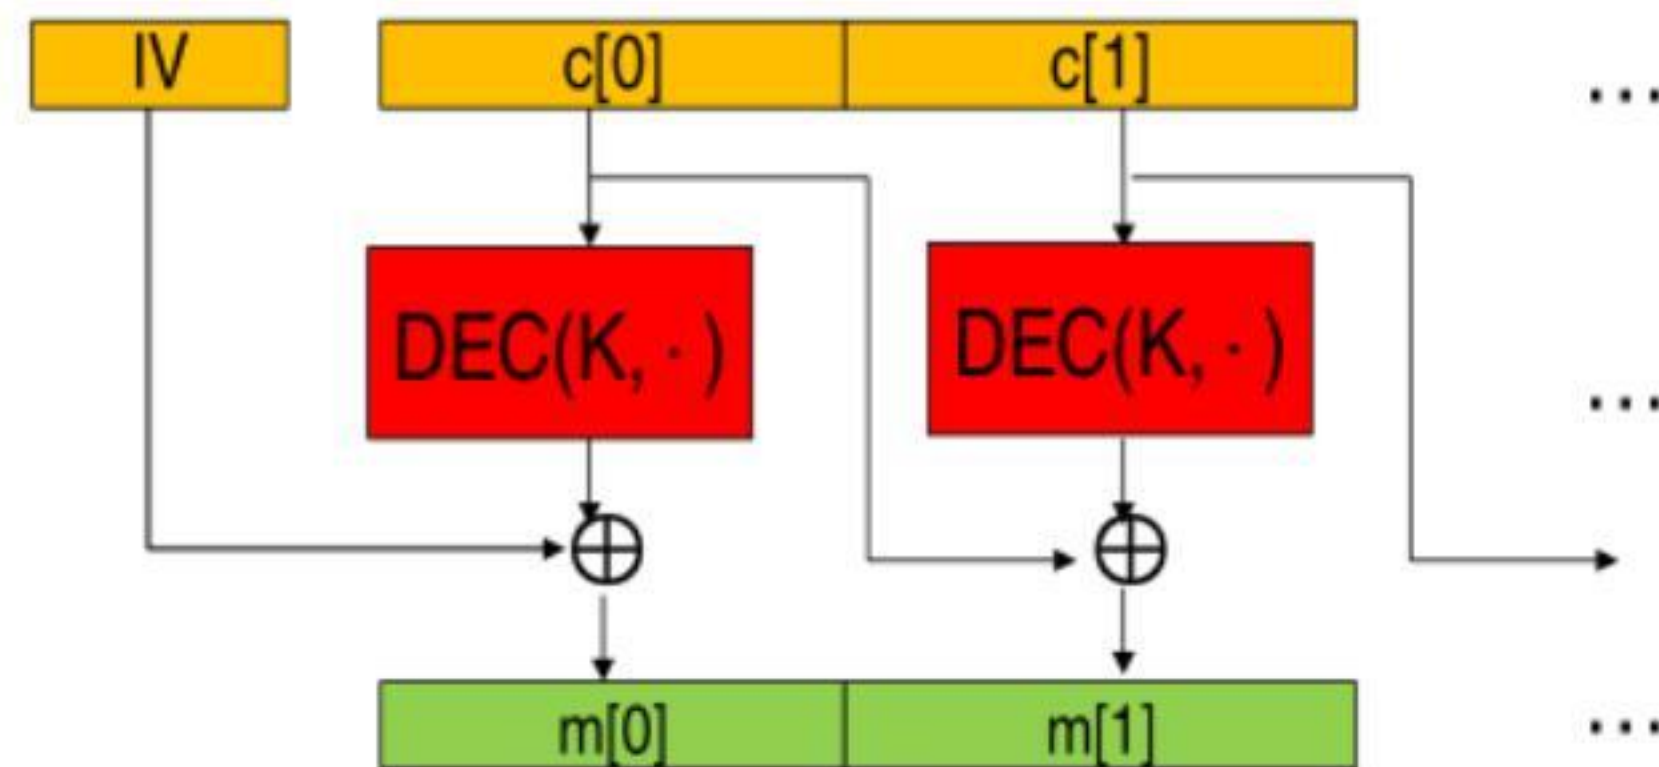 IV c[0] c[1] ...
DEC(K, · ) DEC(K, · ) ...
m[0] m[1] ...